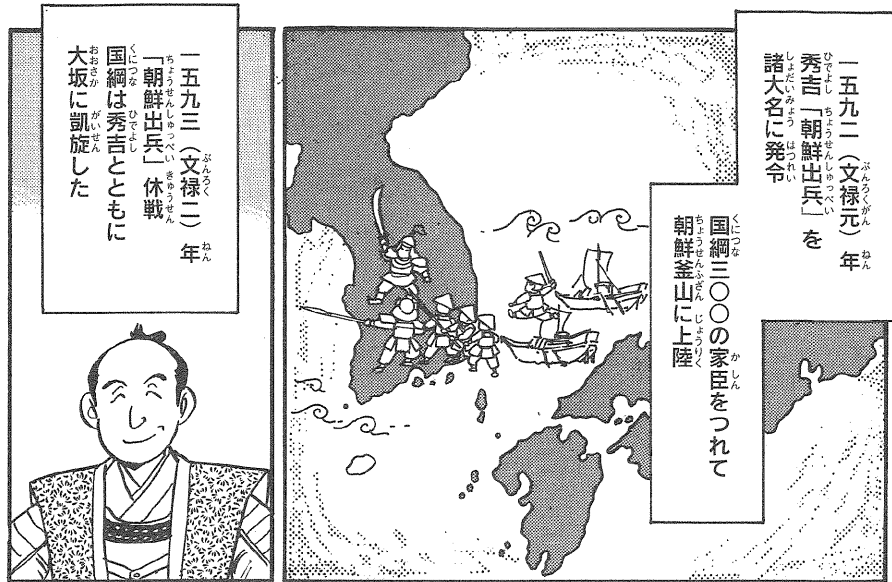 一五九二（文禄元）年
秀吉「朝鮮出兵」を
諸大名に発令
国綱三〇〇の家臣をつれて
朝鮮釜山に上陸
一五九三（文禄二）年
「朝鮮出兵」休戦
国綱は秀吉とともに
大坂に凱旋した